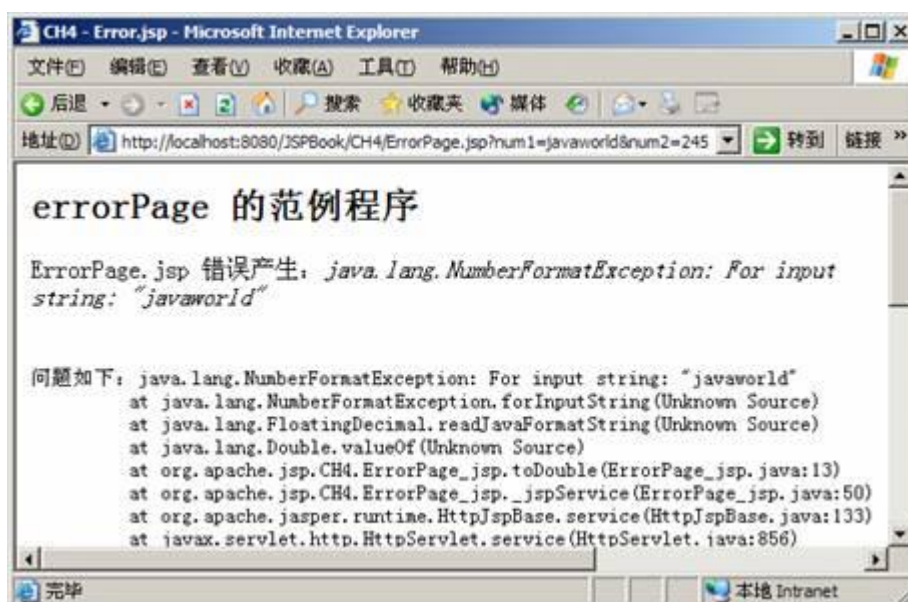 CH4 - Error.jsp - Microsoft Internet Explorer
文件(F) 编辑(E) 查看(V) 收藏(A) 工具(T) 帮助(H)
后退 搜索 收藏夹 媒体
地址(D) http://localhost:8080/JSPBook/CH4/ErrorPage.jsp?num1=javaworld&num2=245 转到 链接 »
errorPage 的范例程序
ErrorPage.jsp 错误产生：java.lang.NumberFormatException: For input
string: "javaworld"
问题如下：java.lang.NumberFormatException: For input string: "javaworld"
at java.lang.NumberFormatException.forInputString(Unknown Source)
at java.lang.FloatingDecimal.readJavaFormatString(Unknown Source)
at java.lang.Double.valueOf(Unknown Source)
at org.apache.jsp.CH4.ErrorPage_jsp.toDouble(ErrorPage_jsp.java:13)
at org.apache.jsp.CH4.ErrorPage_jsp._jspService(ErrorPage_jsp.java:50)
at org.apache.jasper.runtime.HttpJspBase.service(HttpJspBase.java:133)
at javax.servlet.http.HttpServlet.service(HttpServlet.java:856)
完毕 本地 Intranet